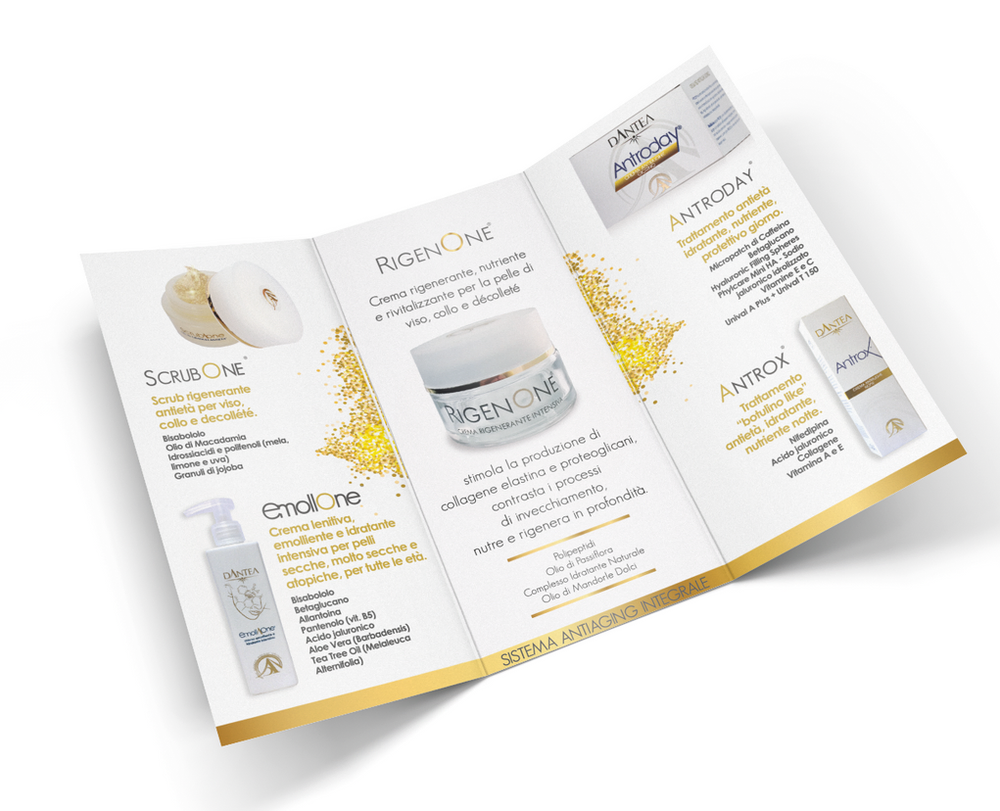 ScrubOne
SCRUBONE®
Scrub rigenerante
antietà per viso,
collo e decolleté.
Bisabololo
Olio di Macadamia
Idrossiacidi e polifenoli (mela,
limone e uva)
Granuli di jojoba
emollOne®
Crema lenitiva,
emolliente e idratante
intensiva per pelli
secche, molto secche e
atopiche, per tutte le età.
Bisabololo
Betaglucano
Allantoina
Pantenolo (vit. B5)
Acido jaluronico
Aloe Vera (Barbadensis)
Tea Tree Oil (Melaleuca
Alternifolia)
DANTEA
emollOne
RIGENONE®
Crema rigenerante, nutriente
e rivitalizzante per la pelle di
viso, collo e décolleté
RIGENONE
CREMA RIGENERANTE INTENSIVA
stimola la produzione di
collagene elastina e proteoglicani,
contrasta i processi
di invecchiamento,
nutre e rigenera in profondità.
Polipeptidi
Olio di Passiflora
Complesso Idratante Naturale
Olio di Mandorle Dolci
SISTEMA ANTIAGING INTEGRALE
DANTEA
Antroday®
ANTRODAY®
Trattamento antietà
idratante, nutriente,
protettivo giorno.
Micropatch di Caffeina
Betaglucano
Hyaluronic Filling Spheres
Phylcare Mini HA - Sodio
jaluronico idrolizzato
Vitamine E e C
Unival A Plus + Unival T 150
ANTROX®
Trattamento
"botulino like"
antietà, idratante,
nutriente notte.
Nifedipina
Acido jaluronico
Collagene
Vitamina A e E
DANTEA
Antrox